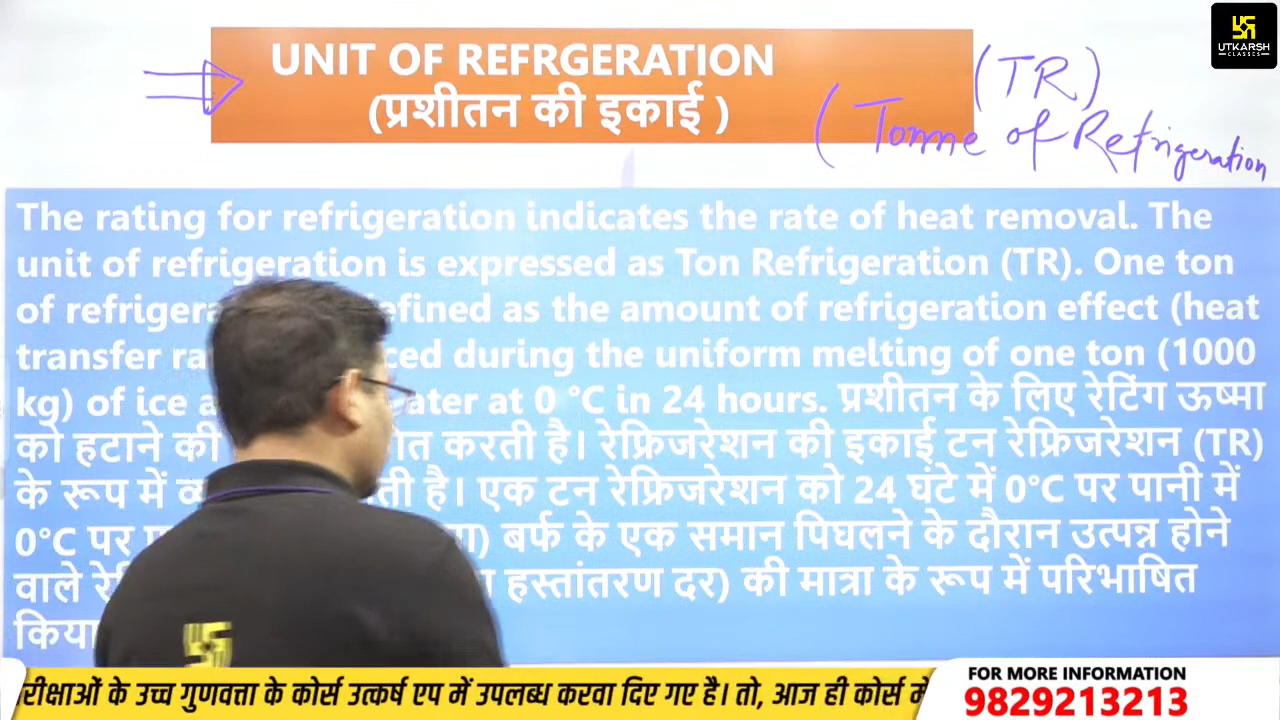 UTKARSH
CLASSES
UNIT OF REFRGERATION
(प्रशीतन की इकाई )
(TR)
( Tonne of Refrigeration
The rating for refrigeration indicates the rate of heat removal. The
unit of refrigeration is expressed as Ton Refrigeration (TR). One ton
of refrigera efined as the amount of refrigeration effect (heat
transfer ra ced during the uniform melting of one ton (1000
kg) of ice a ater at 0 °C in 24 hours. प्रशीतन के लिए रेटिंग ऊष्मा
को हटाने की करती है। रेफ्रिजरेशन की इकाई टन रेफ्रिजरेशन (TR)
के रूप में ती है। एक टन रेफ्रिजरेशन को 24 घंटे में 0°C पर पानी में
0°C पर बर्फ के एक समान पिघलने के दौरान उत्पन्न होने
वाले हस्तांतरण दर) की मात्रा के रूप में परिभाषित
किया
रीक्षाओं के उच्च गुणवत्ता के कोर्स उत्कर्ष एप में उपलब्ध करवा दिए गए है। तो, आज ही कोर्स में
FOR MORE INFORMATION
9829213213